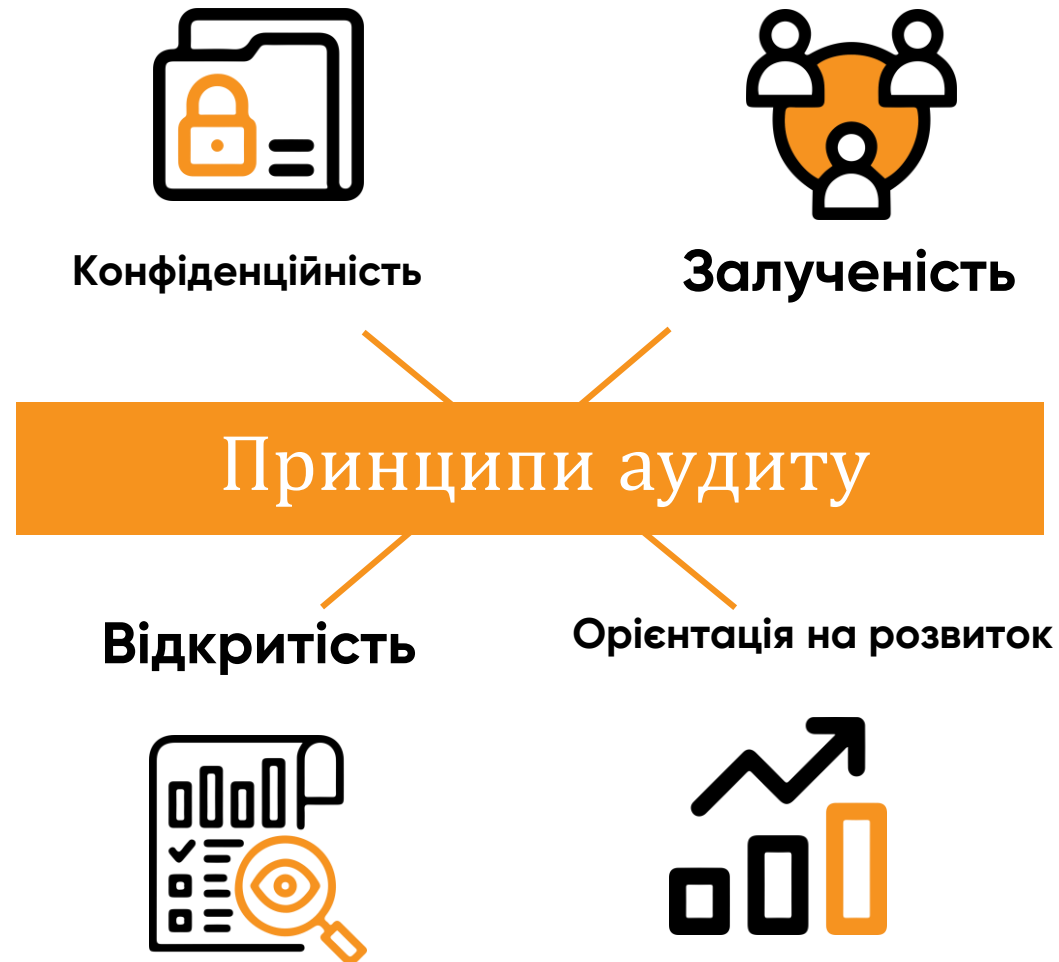 Конфіденційність
Залученість
Принципи аудиту
Відкритість
Орієнтація на розвиток